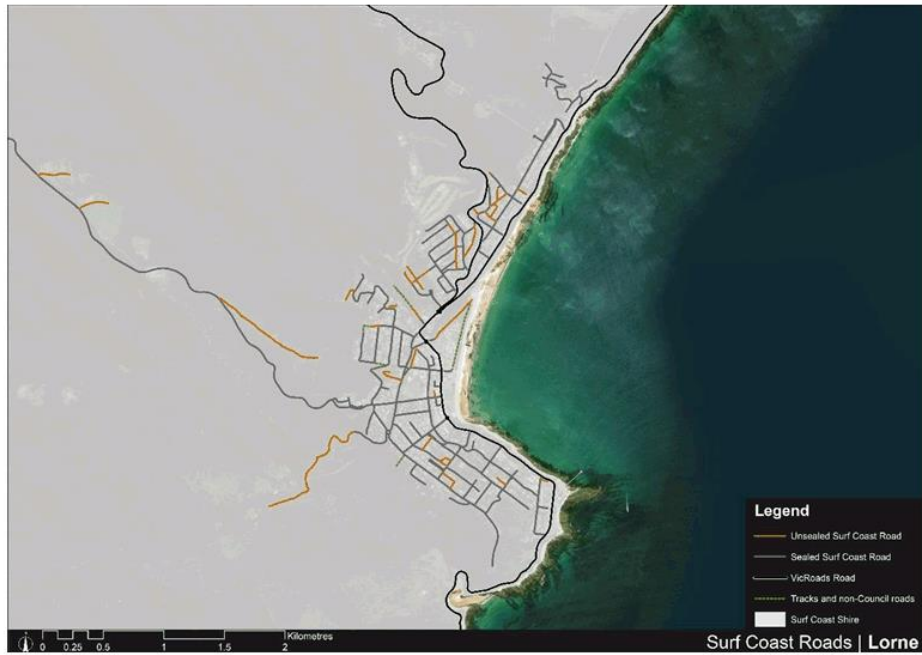 Legend
Unsealed Surf Coast Road
Sealed Surf Coast Road
VicRoads Road
Tracks and non-Council roads
Surf Coast Shire
Kilometres
0 0.25 0.5 1 1.5 2
Surf Coast Roads | Lorne